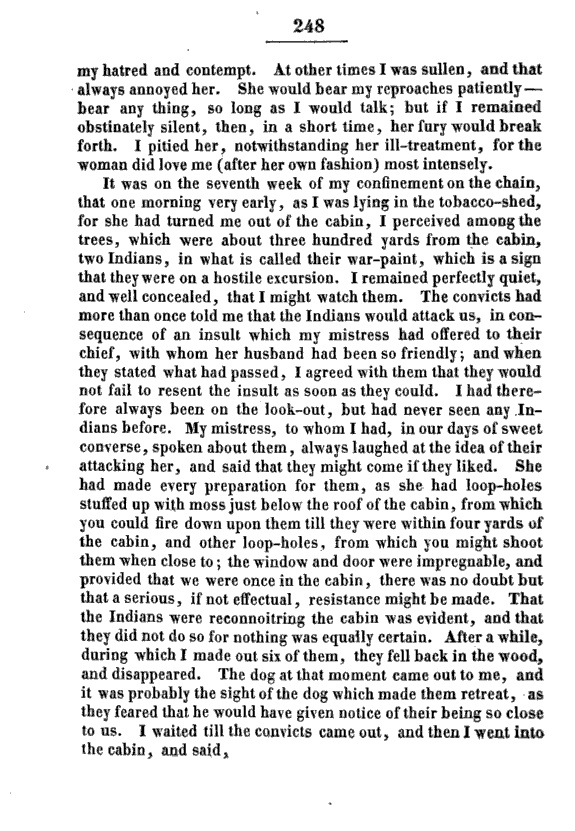 248
my hatred and contempt. At other times I was sullen, and that
always annoyed her. She would bear my reproaches patiently—
bear any thing, so long as I would talk; but if I remained
obstinately silent, then, in a short time, her fury would break
forth. I pitied her, notwithstanding her ill-treatment, for the
woman did love me (after her own fashion) most intensely.
It was on the seventh week of my confinement on the chain,
that one morning very early, as I was lying in the tobacco-shed,
for she had turned me out of the cabin, I perceived among the
trees, which were about three hundred yards from the cabin,
two Indians, in what is called their war-paint, which is a sign
that they were on a hostile excursion. I remained perfectly quiet,
and well concealed, that I might watch them. The convicts had
more than once told me that the Indians would attack us, in con-
sequence of an insult which my mistress had offered to their
chief, with whom her husband had been so friendly; and when
they stated what had passed, I agreed with them that they would
not fail to resent the insult as soon as they could. I had there-
fore always been on the look-out, but had never seen any In-
dians before. My mistress, to whom I had, in our days of sweet
converse, spoken about them, always laughed at the idea of their
attacking her, and said that they might come if they liked. She
had made every preparation for them, as she had loop-holes
stuffed up with moss just below the roof of the cabin, from which
you could fire down upon them till they were within four yards of
the cabin, and other loop-holes, from which you might shoot
them when close to; the window and door were impregnable, and
provided that we were once in the cabin, there was no doubt but
that a serious, if not effectual, resistance might be made. That
the Indians were reconnoitring the cabin was evident, and that
they did not do so for nothing was equally certain. After a while,
during which I made out six of them, they fell back in the wood,
and disappeared. The dog at that moment came out to me, and
it was probably the sight of the dog which made them retreat, as
they feared that he would have given notice of their being so close
to us. I waited till the convicts came out, and then I went into
the cabin, and said,